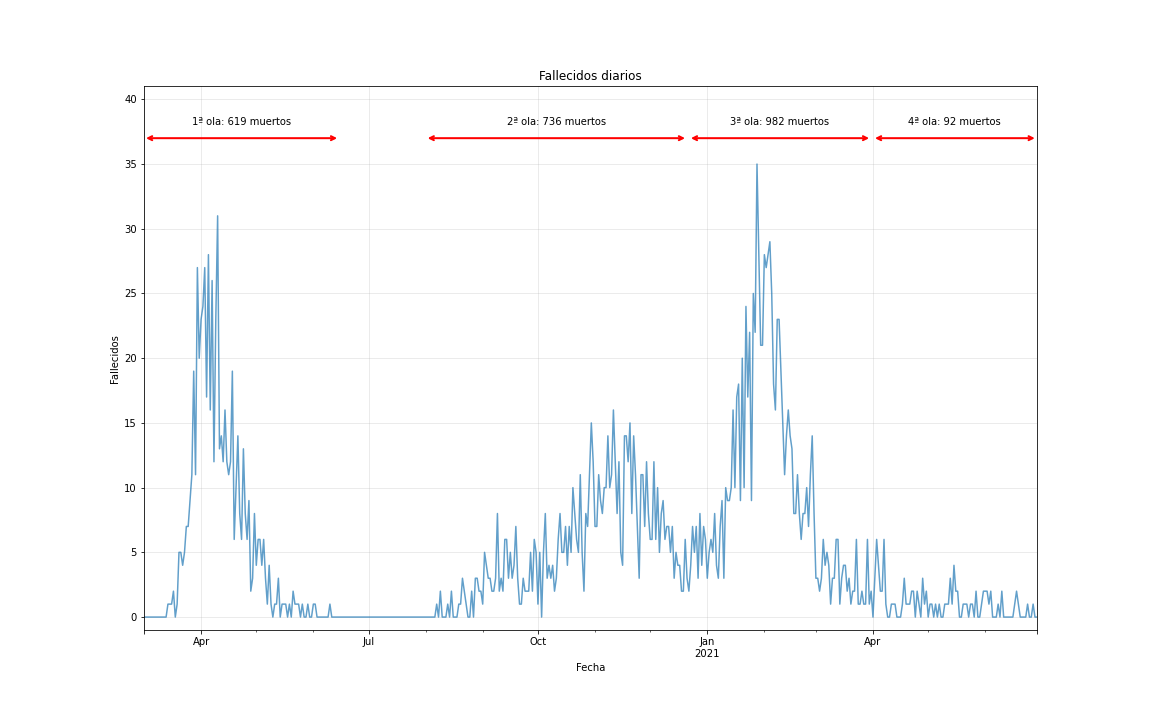 Fallecidos diarios
40
1ª ola: 619 muertos
2ª ola: 736 muertos
3ª ola: 982 muertos
4ª ola: 92 muertos
35
30
25
20
15
10
5
0
Fallecidos
Apr
Jul
Oct
Jan
2021
Apr
Fecha